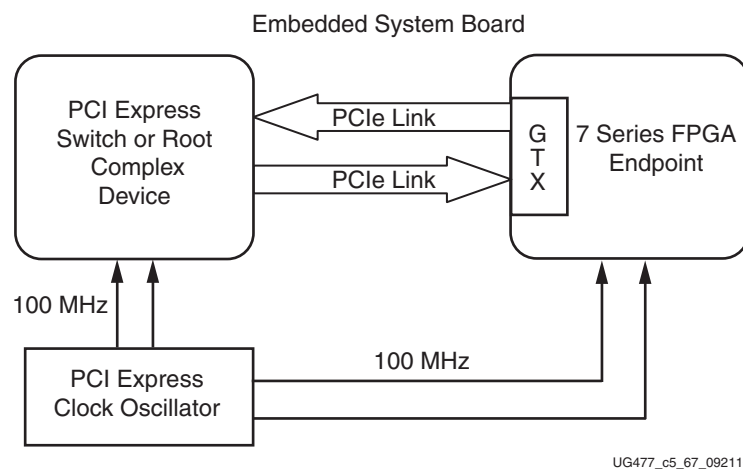 Embedded System Board
PCI Express
Switch or Root
Complex
Device
PCIe Link
PCIe Link
G
T
X
7 Series FPGA
Endpoint
100 MHz
PCI Express
Clock Oscillator
100 MHz
UG477_c5_67_09211